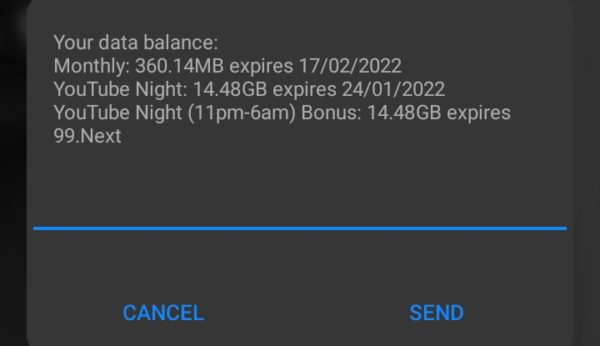 Your data balance:
Monthly: 360.14MB expires 17/02/2022
YouTube Night: 14.48GB expires 24/01/2022
YouTube Night (11pm-6am) Bonus: 14.48GB expires
99.Next
CANCEL SEND